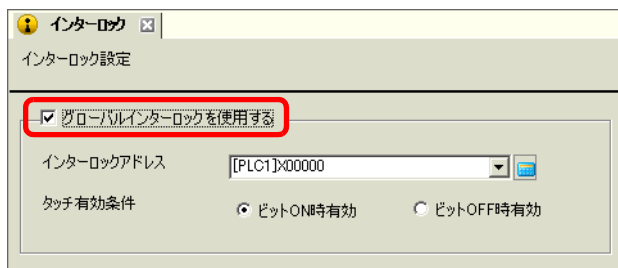 インターロック
インターロック設定
グローバルインターロックを使用する
インターロックアドレス [PLC1]X00000
タッチ有効条件 ビットON時有効 ビットOFF時有効